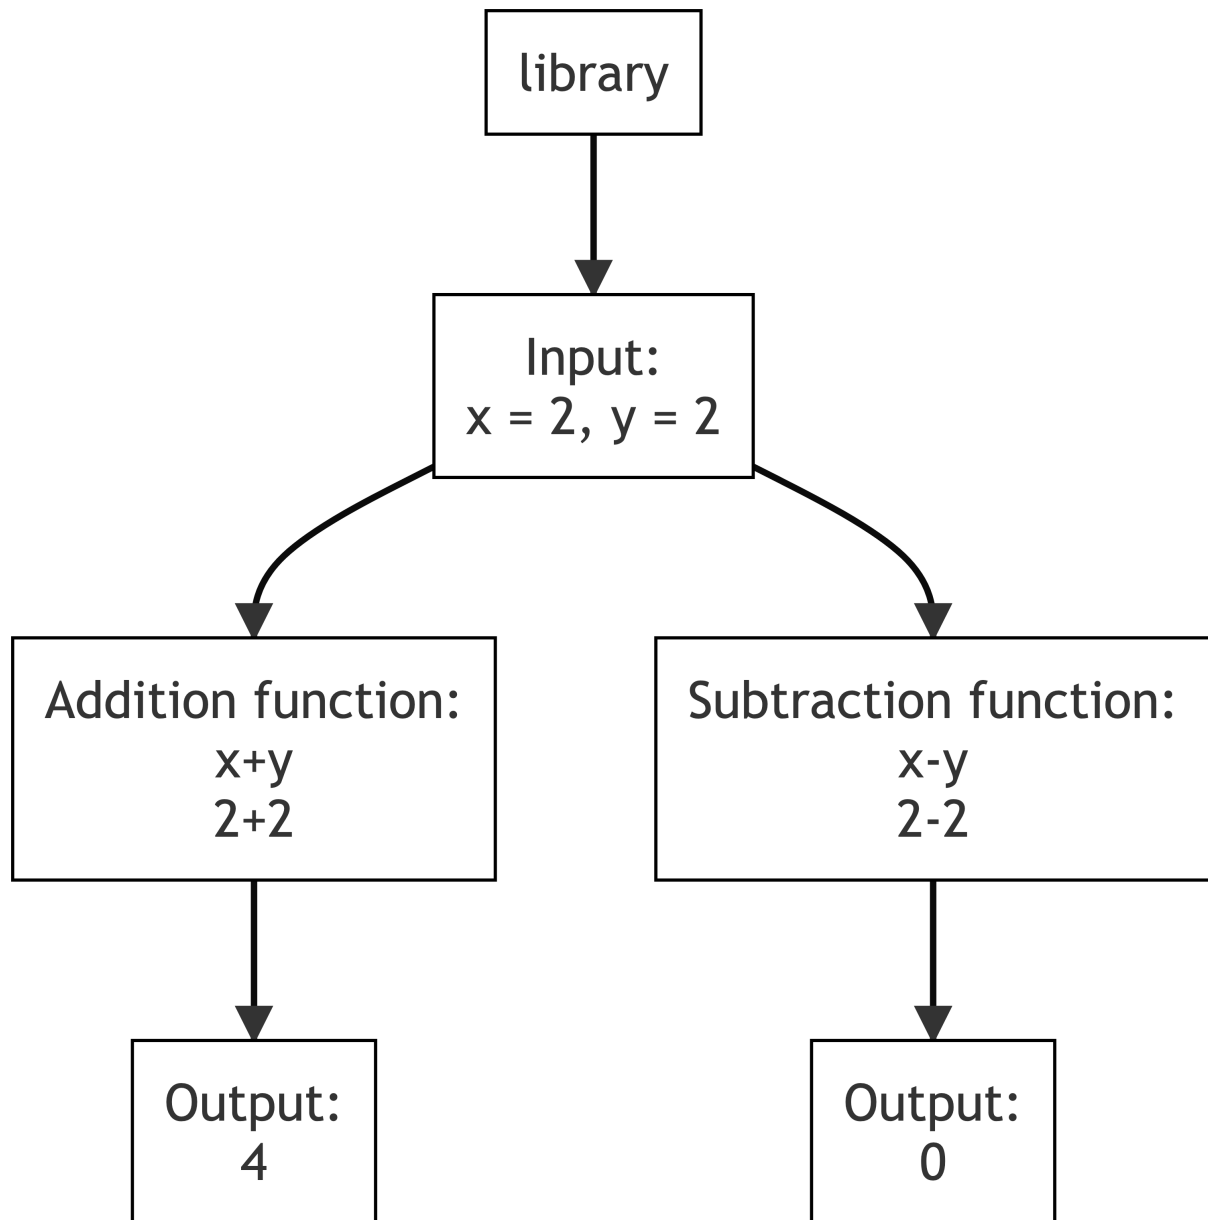 library
Input:
x = 2, y = 2
Addition function:
x+y
2+2
Subtraction function:
x-y
2-2
Output:
4
Output:
0